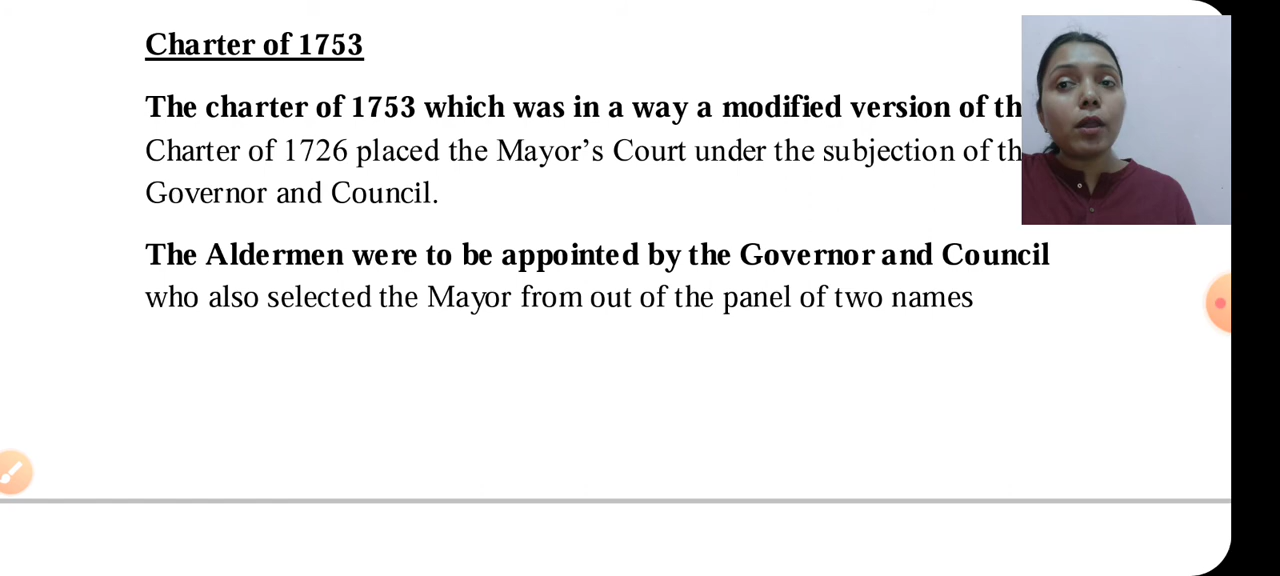 Charter of 1753
The charter of 1753 which was in a way a modified version of th
Charter of 1726 placed the Mayor's Court under the subjection of th
Governor and Council.
The Aldermen were to be appointed by the Governor and Council
who also selected the Mayor from out of the panel of two names